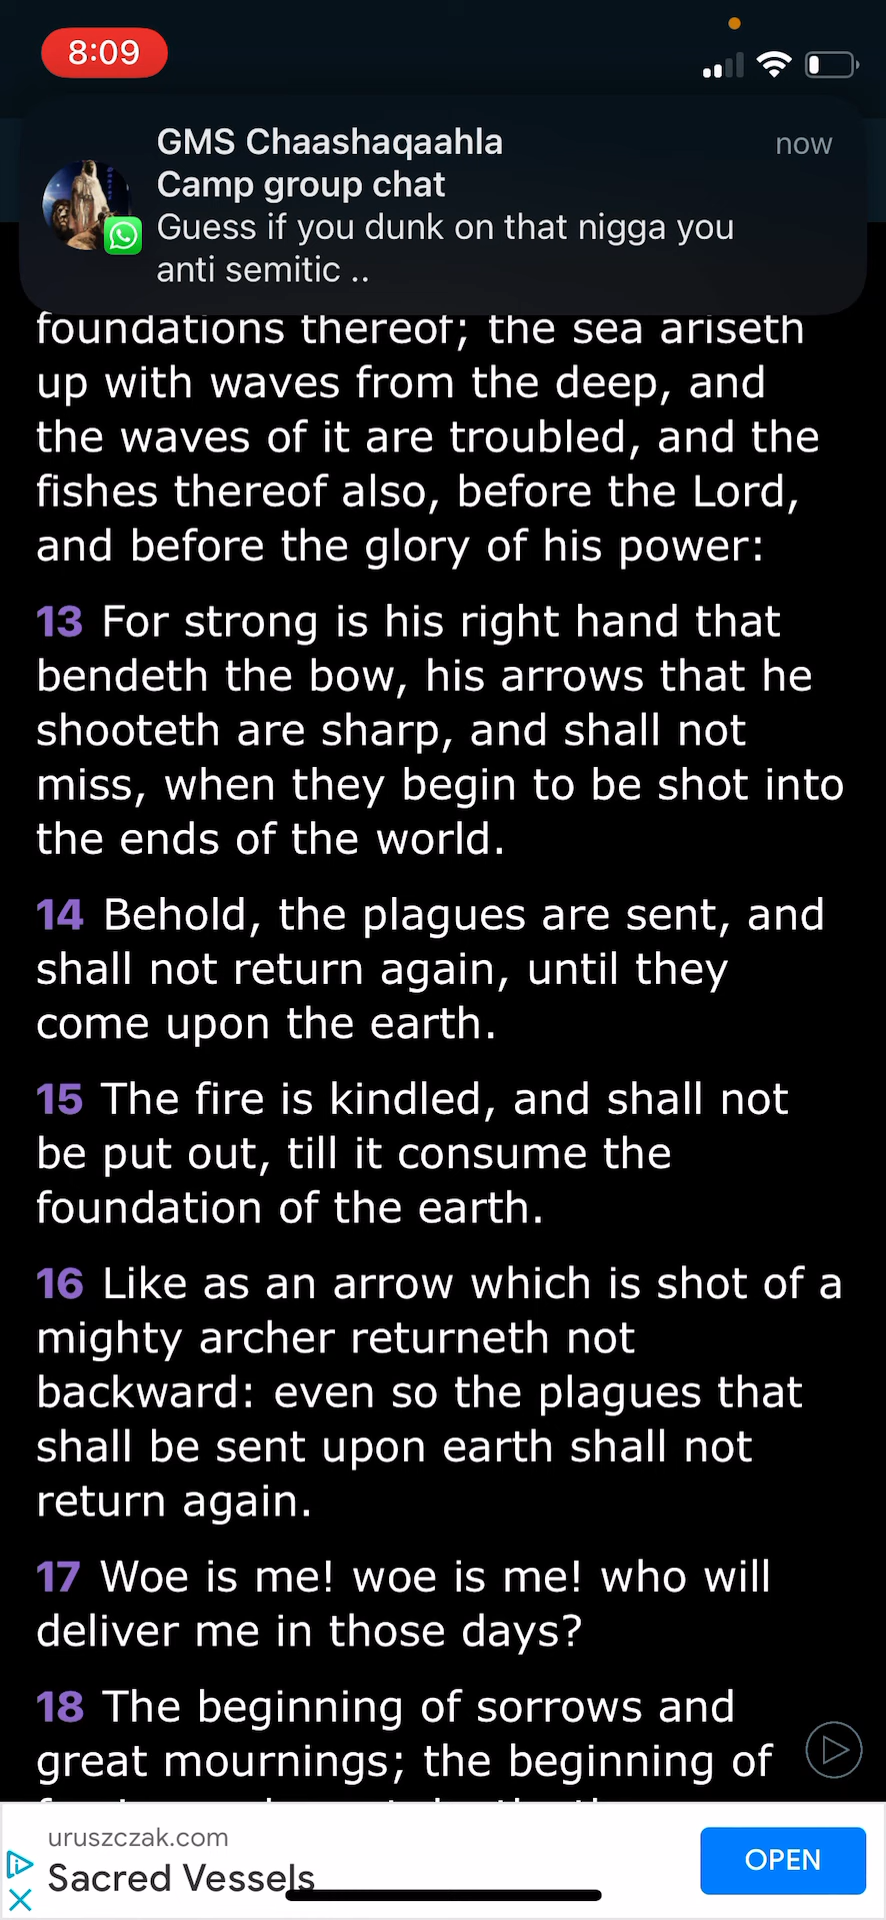 8:09
GMS Chaashaqaahla
now
Camp group chat
Guess if you dunk on that nigga you
anti semitic ..
foundations thereof; the sea ariseth
up with waves from the deep, and
the waves of it are troubled, and the
fishes thereof also, before the Lord,
and before the glory of his power:
13 For strong is his right hand that
bendeth the bow, his arrows that he
shooteth are sharp, and shall not
miss, when they begin to be shot into
the ends of the world.
14 Behold, the plagues are sent, and
shall not return again, until they
come upon the earth.
15 The fire is kindled, and shall not
be put out, till it consume the
foundation of the earth.
16 Like as an arrow which is shot of a
mighty archer returneth not
backward: even so the plagues that
shall be sent upon earth shall not
return again.
17 Woe is me! woe is me! who will
deliver me in those days?
18 The beginning of sorrows and
great mournings; the beginning of
uruszczak.com
Sacred Vessels
OPEN